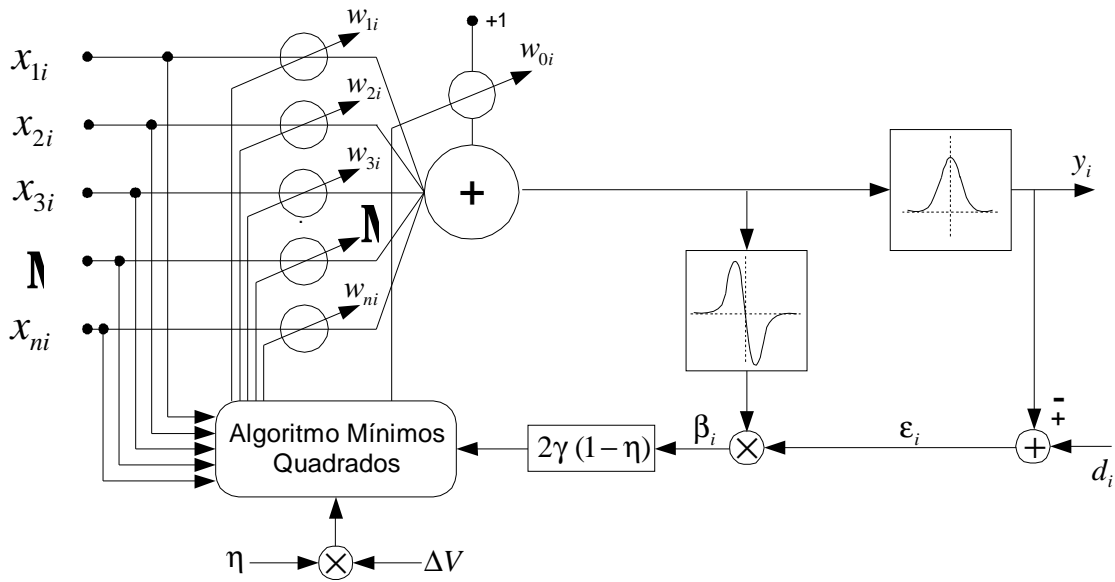 x1i
x2i
x3i
M
xni
w1i
w2i
w3i
M
wni
+1
w0i
+
yi
Algoritmo Mínimos
Quadrados
2γ (1 − η)
βi
×
εi
-
+
+
di
η
×
ΔV